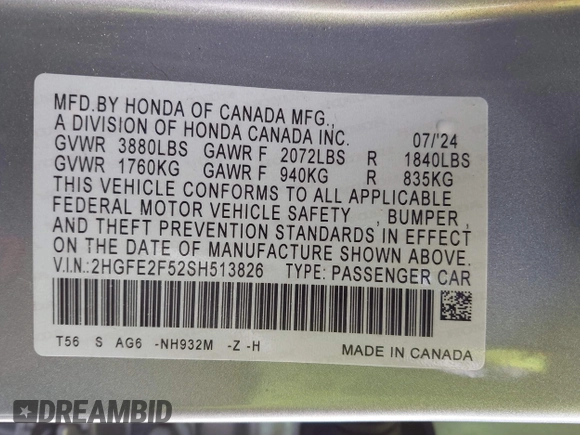 MFD.BY HONDA OF CANADA MFG.,
A DIVISION OF HONDA CANADA INC. 07/'24
GVWR 3880LBS GAWR F 2072LBS R 1840LBS
GVWR 1760KG GAWR F 940KG R 835KG
THIS VEHICLE CONFORMS TO ALL APPLICABLE
FEDERAL MOTOR VEHICLE SAFETY , BUMPER ,
AND THEFT PREVENTION STANDARDS IN EFFECT
ON THE DATE OF MANUFACTURE SHOWN ABOVE.
V.I.N.:2HGFE2F52SH513826 TYPE: PASSENGER CAR
T56 S AG6 -NH932M -Z -H MADE IN CANADA
DREAMBID